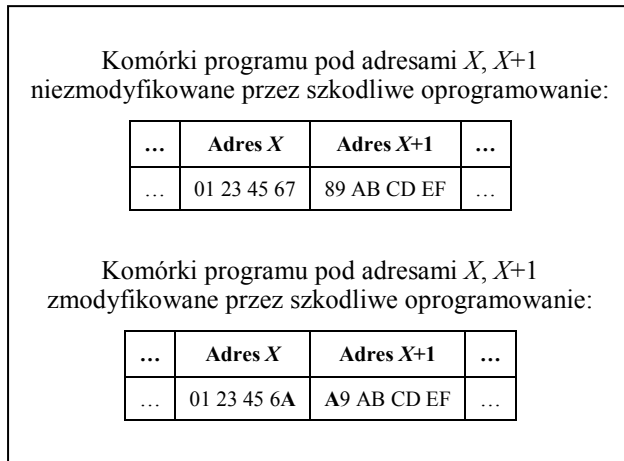 Komórki programu pod adresami X, X+1
niezmodyfikowane przez szkodliwe oprogramowanie:
... Adres X Adres X+1 ...
... 01 23 45 67 89 AB CD EF ...
Komórki programu pod adresami X, X+1
zmodyfikowane przez szkodliwe oprogramowanie:
... Adres X Adres X+1 ...
... 01 23 45 6A A9 AB CD EF ...